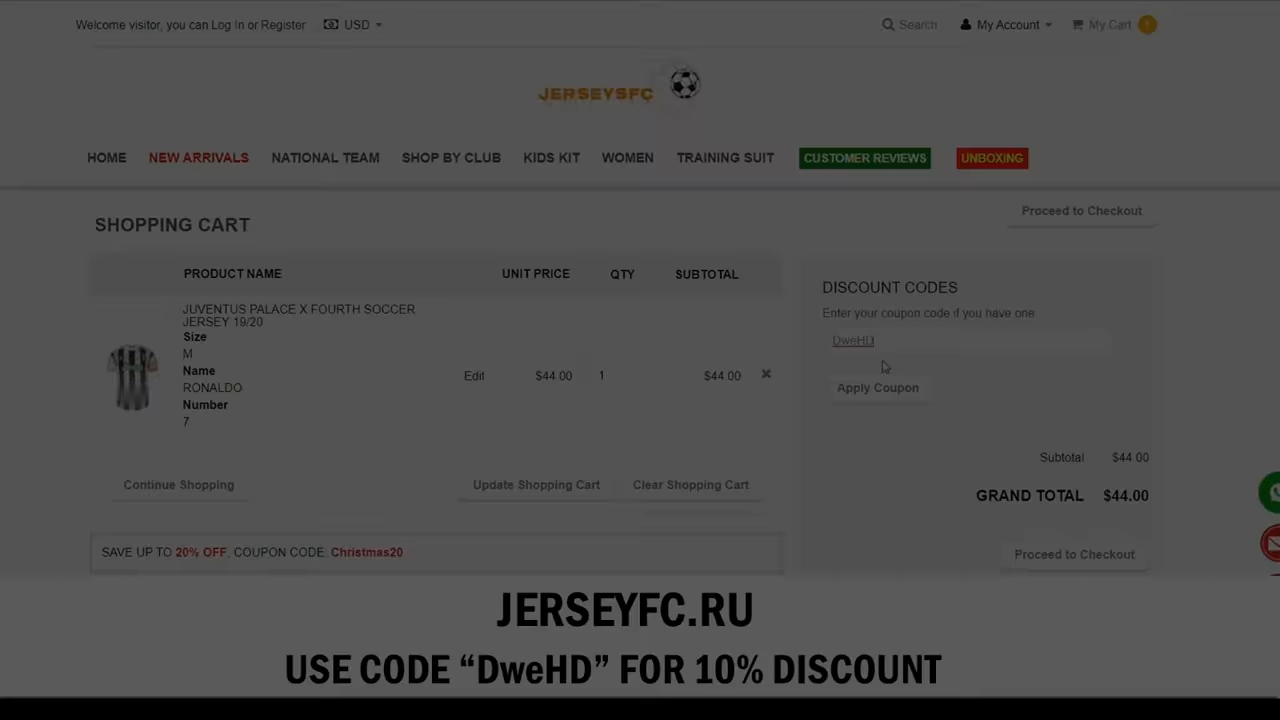 Welcome visitor, you can Log In or Register USD
Search My Account My Cart
JERSEYSFC
HOME NEW ARRIVALS NATIONAL TEAM SHOP BY CLUB KIDS KIT WOMEN TRAINING SUIT CUSTOMER REVIEWS UNBOXING
SHOPPING CART
Proceed to Checkout
PRODUCT NAME UNIT PRICE QTY SUBTOTAL
JUVENTUS PALACE X FOURTH SOCCER
JERSEY 19/20
Size
M
Name
RONALDO
Number
7
Edit $44.00 1 $44.00
Continue Shopping Update Shopping Cart Clear Shopping Cart
SAVE UP TO 20% OFF, COUPON CODE: Christmas20
DISCOUNT CODES
Enter your coupon code if you have one.
DweHD
Apply Coupon
Subtotal $44.00
GRAND TOTAL $44.00
Proceed to Checkout
JERSEYFC.RU
USE CODE “DweHD” FOR 10% DISCOUNT